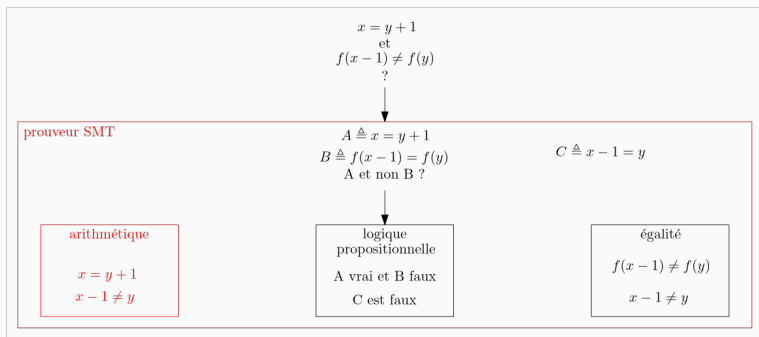 x = y + 1
et
f(x − 1) ≠ f(y)
?
prouveur SMT
A ≜ x = y + 1
B ≜ f(x − 1) = f(y)
A et non B ?
C ≜ x − 1 = y
arithmétique
x = y + 1
x − 1 ≠ y
logique
propositionnelle
A vrai et B faux
C est faux
égalité
f(x − 1) ≠ f(y)
x − 1 ≠ y